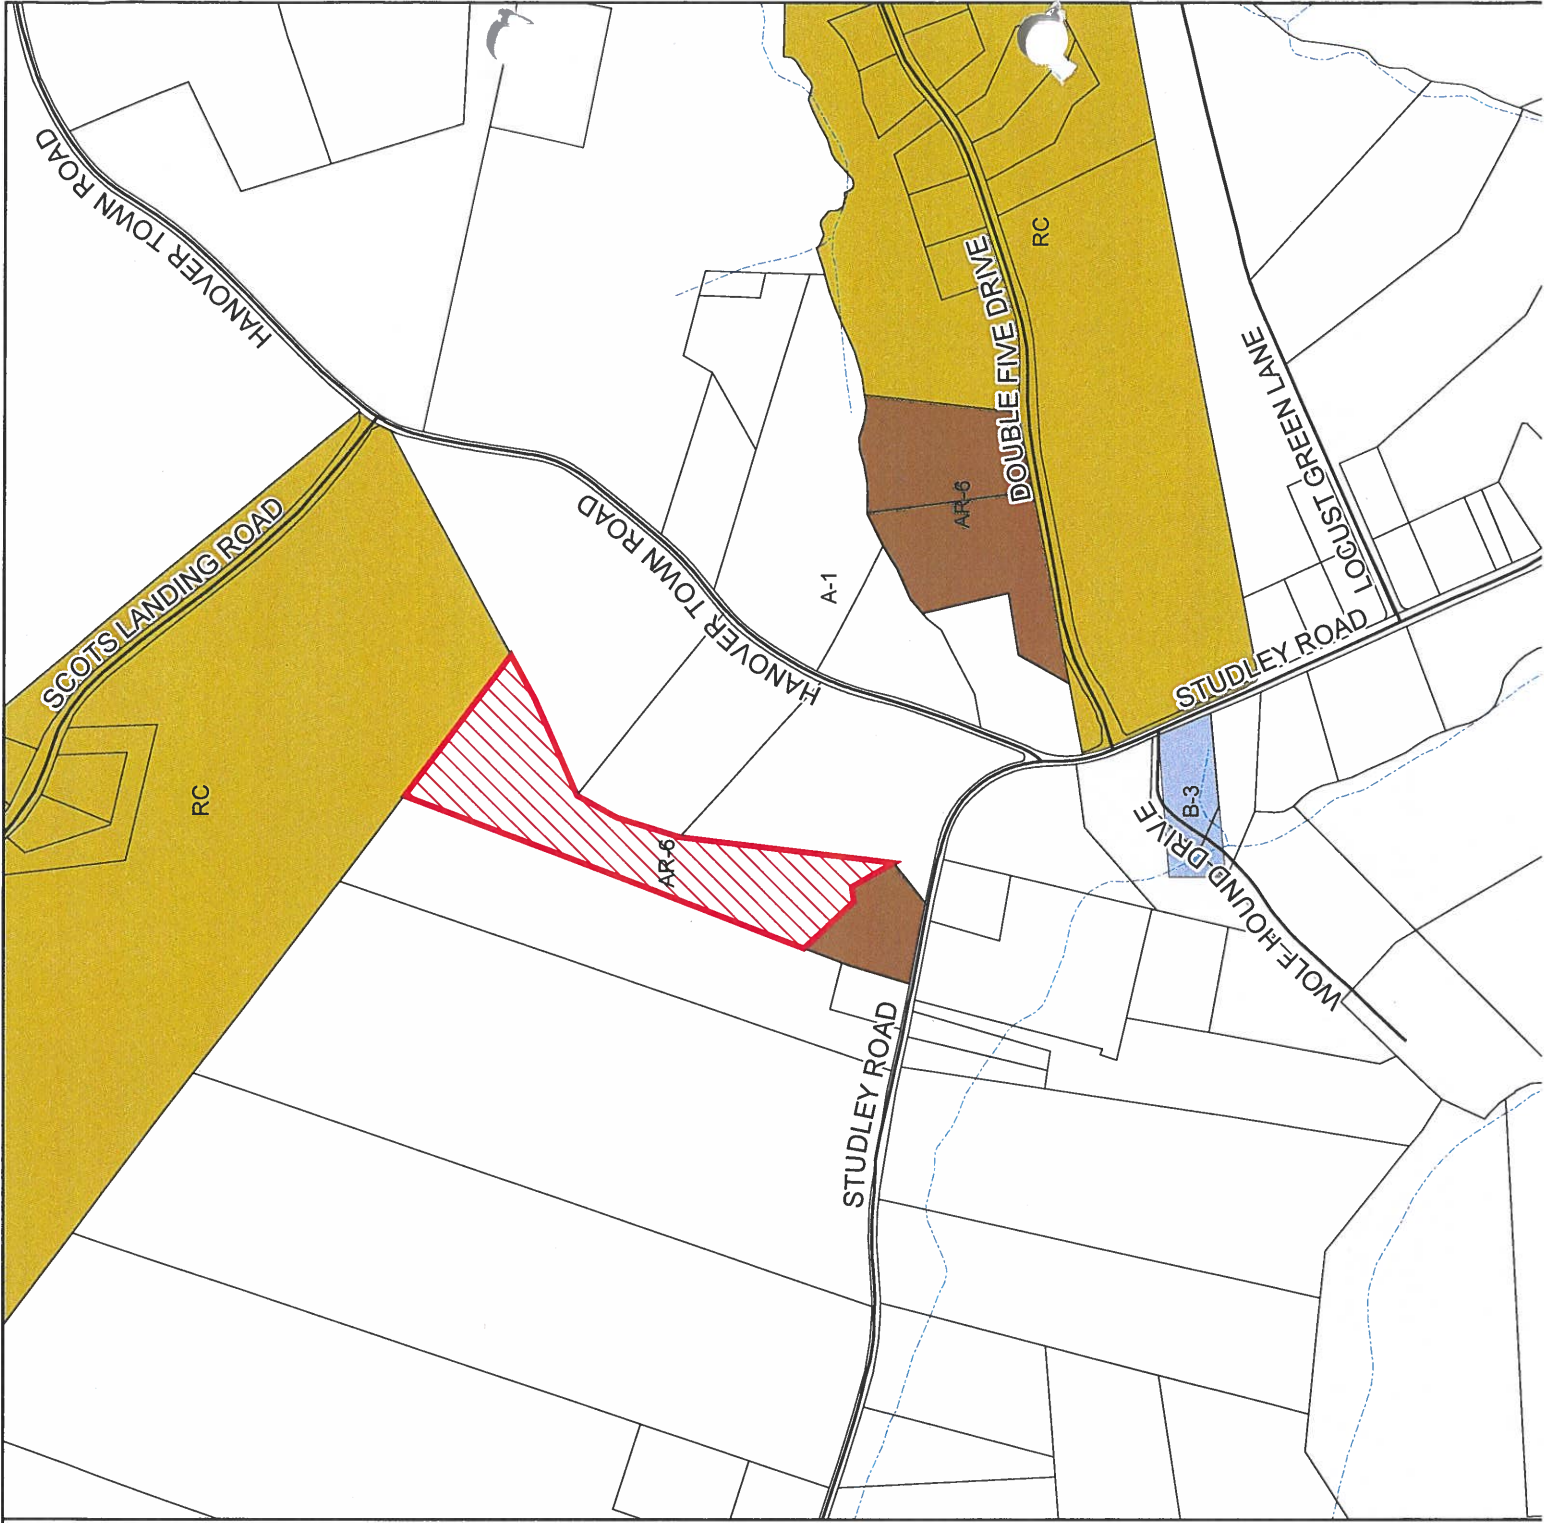 HANOVER TOWN ROAD
SCOTS LANDING ROAD
RC
DOUBLE FIVE DRIVE
RC
LOCUST GREEN LANE
HANOVER TOWN ROAD
A-1
AR-6
STUDLEY ROAD
B-3
WOLF HOUND DRIVE
AR-6
STUDLEY ROAD